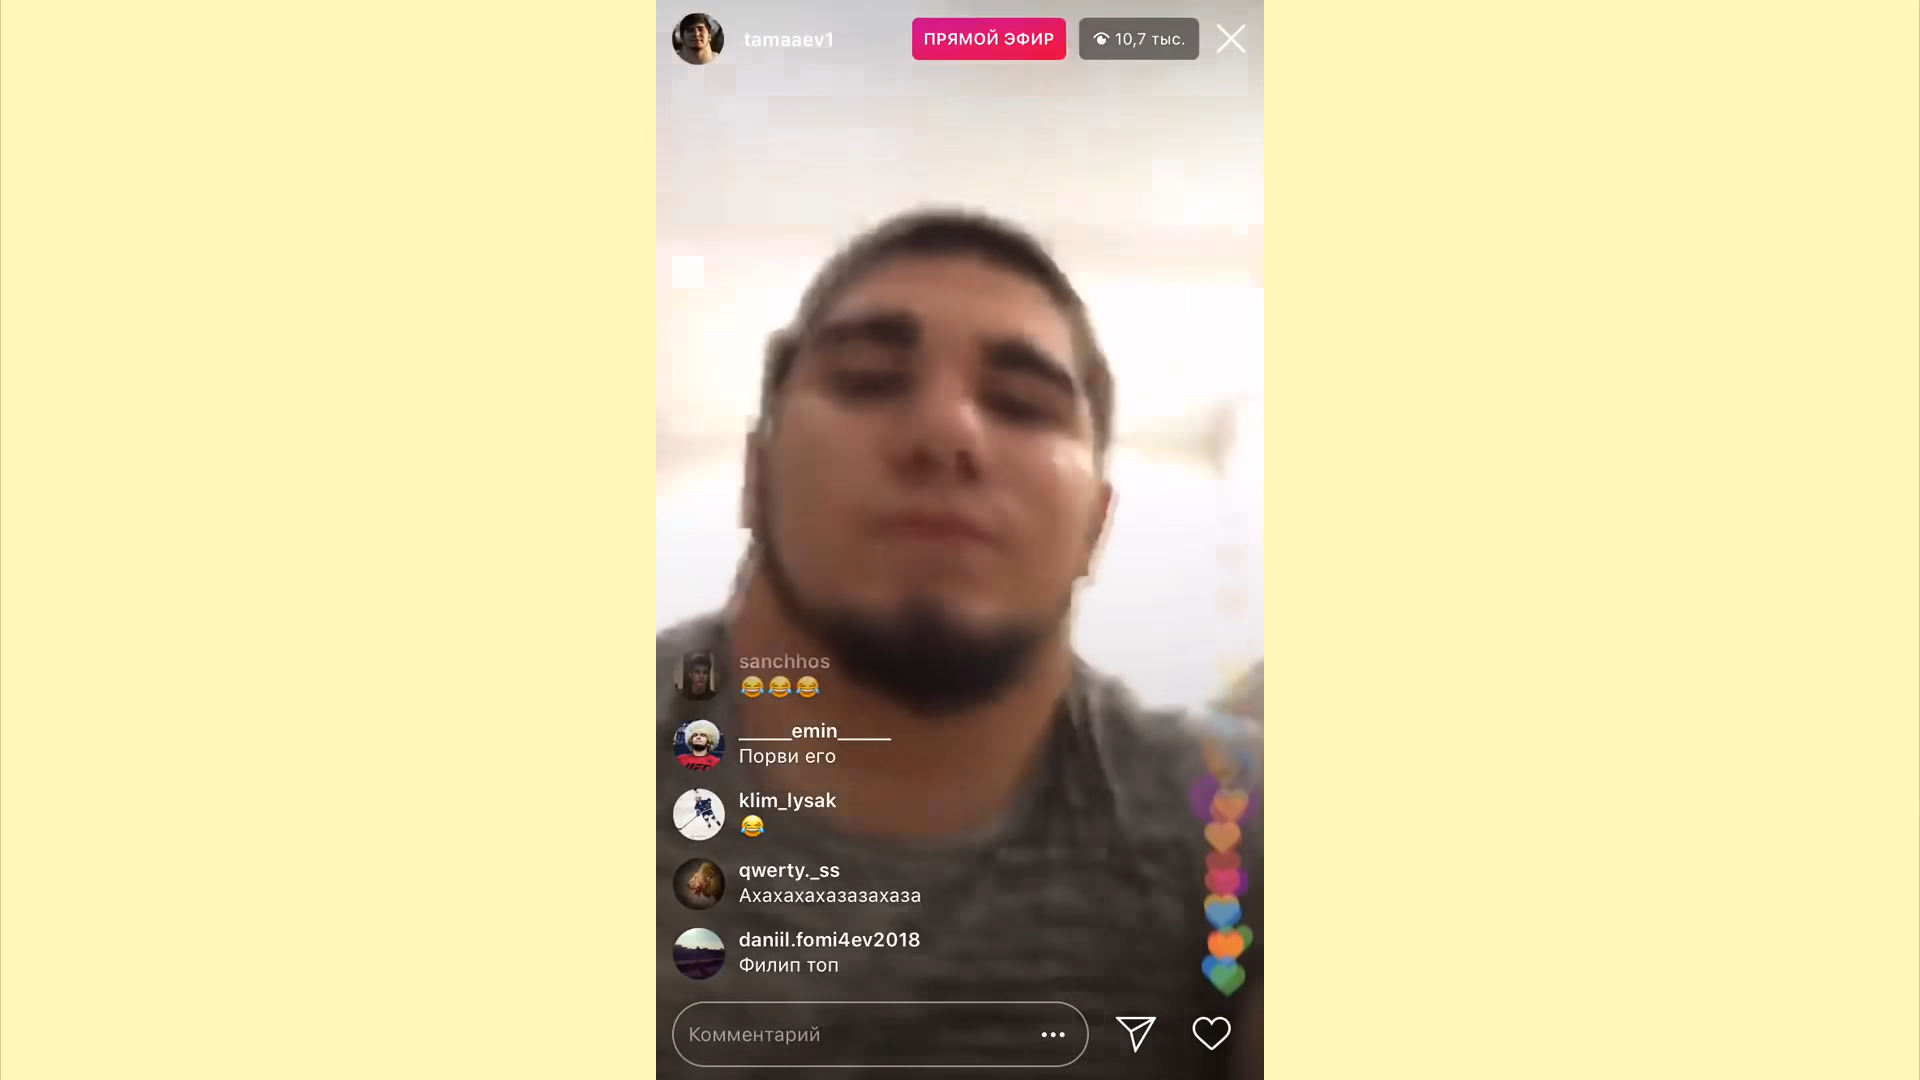 tamaaev1
ПРЯМОЙ ЭФИР
10,7 тыс.
sanchhos
😂😂😂
_____emin_____
Порви его
klim_lysak
😂
qwerty._ss
Ахахахахазазахаза
daniil.fomi4ev2018
Филип топ
Комментарий